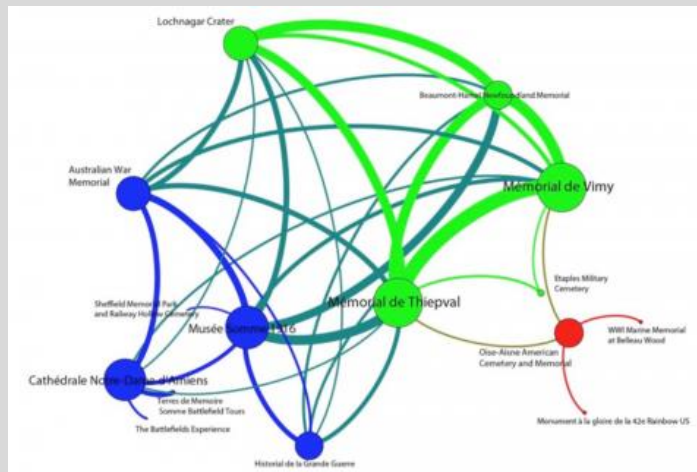 Lochnagar Crater
Beaumont-Hamel Newfoundland Memorial
Australian War
Memorial
Mémorial de Vimy
Etaples Military
Cemetery
Sheffield Memorial Park
and Railway Hollow Cemetery
Mémorial de Thiepval
Musée Somme 1916
WWI Marine Memorial
at Belleau Wood
Oise-Aisne American
Cemetery and Memorial
Cathédrale Notre-Dame d'Amiens
Terres de Memoire
Somme Battlefield Tours
Monument à la gloire de la 42e Rainbow US
The Battlefields Experience
Historial de la Grande Guerre